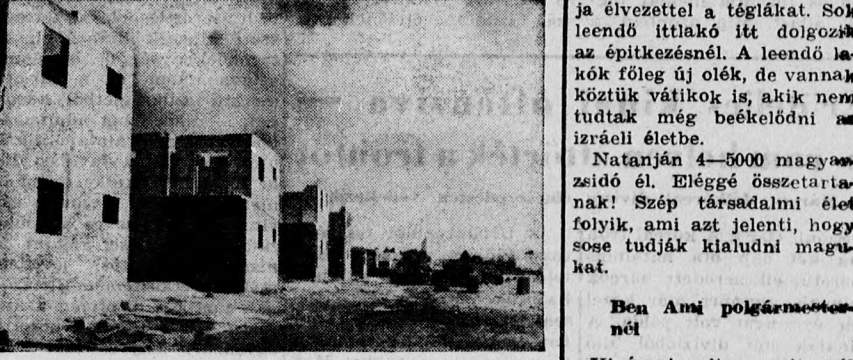 ja élvezettel a téglákat. Sok
leendő ittlakó itt dolgozik
az épitkezésnél. A leendő la-
kók főleg új olék, de vannak
köztük vátikok is, akik nem
tudtak még beékelődni az
izráeli életbe.
Natanján 4—5000 magyar
zsidó él. Eléggé összetarta-
nak! Szép társadalmi élet
folyik, ami azt jelenti, hogy
sose tudják kialudni magu-
kat.
Ben Ami polgármester-
nél